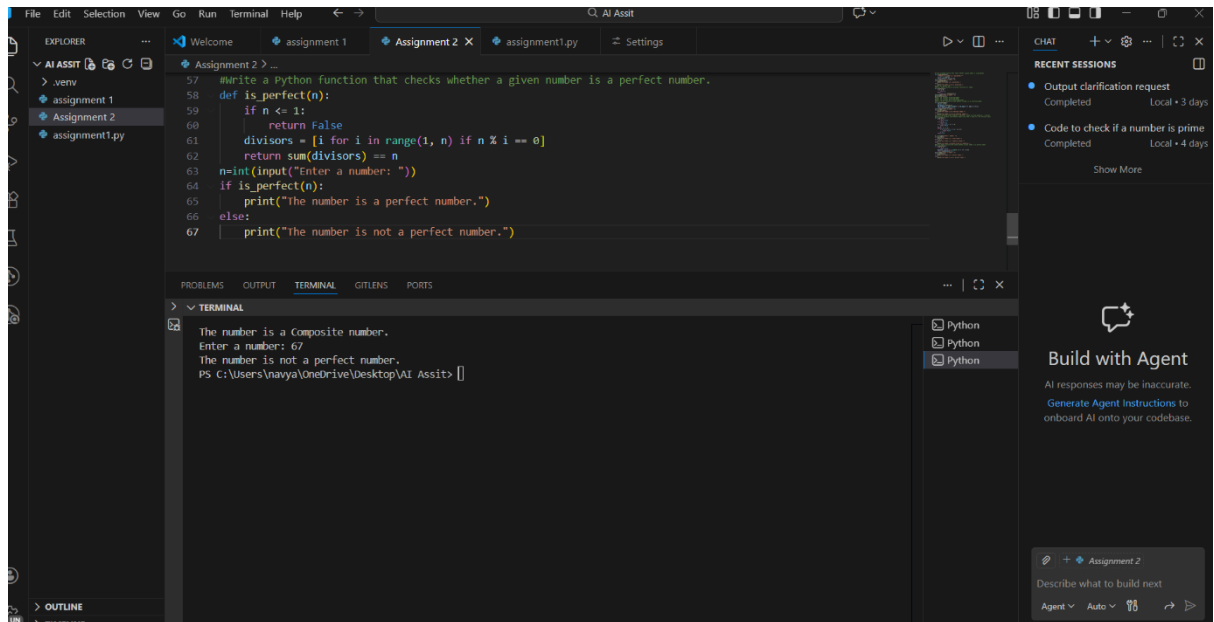 File Edit Selection View Go Run Terminal Help
AI Assit
EXPLORER
AI ASSIT
.venv
assignment 1
Assignment 2
assignment1.py
OUTLINE
Welcome
assignment 1
Assignment 2
assignment1.py
Settings
Assignment 2 > ...
57 #Write a Python function that checks whether a given number is a perfect number.
58 def is_perfect(n):
59 if n <= 1:
60 return False
61 divisors = [i for i in range(1, n) if n % i == 0]
62 return sum(divisors) == n
63 n=int(input("Enter a number: "))
64 if is_perfect(n):
65 print("The number is a perfect number.")
66 else:
67 print("The number is not a perfect number.")
PROBLEMS OUTPUT TERMINAL GITLENS PORTS
TERMINAL
The number is a Composite number.
Enter a number: 67
The number is not a perfect number.
PS C:\Users\navya\OneDrive\Desktop\AI Assit>
Python
Python
Python
CHAT
RECENT SESSIONS
Output clarification request
Completed Local • 3 days
Code to check if a number is prime
Completed Local • 4 days
Show More
Build with Agent
AI responses may be inaccurate.
Generate Agent Instructions to
onboard AI onto your codebase.
Assignment 2
Describe what to build next
Agent Auto